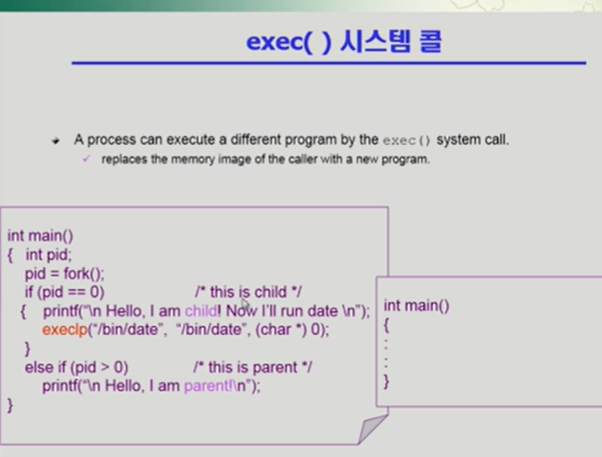 exec( ) 시스템 콜
A process can execute a different program by the exec() system call.
replaces the memory image of the caller with a new program.
int main()
{ int pid;
pid = fork();
if (pid == 0) /* this is child */
{ printf("\n Hello, I am child! Now I'll run date \n");
execlp("/bin/date", "/bin/date", (char *) 0);
}
else if (pid > 0) /* this is parent */
printf("\n Hello, I am parent!\n");
}
int main()
{
:
:
}